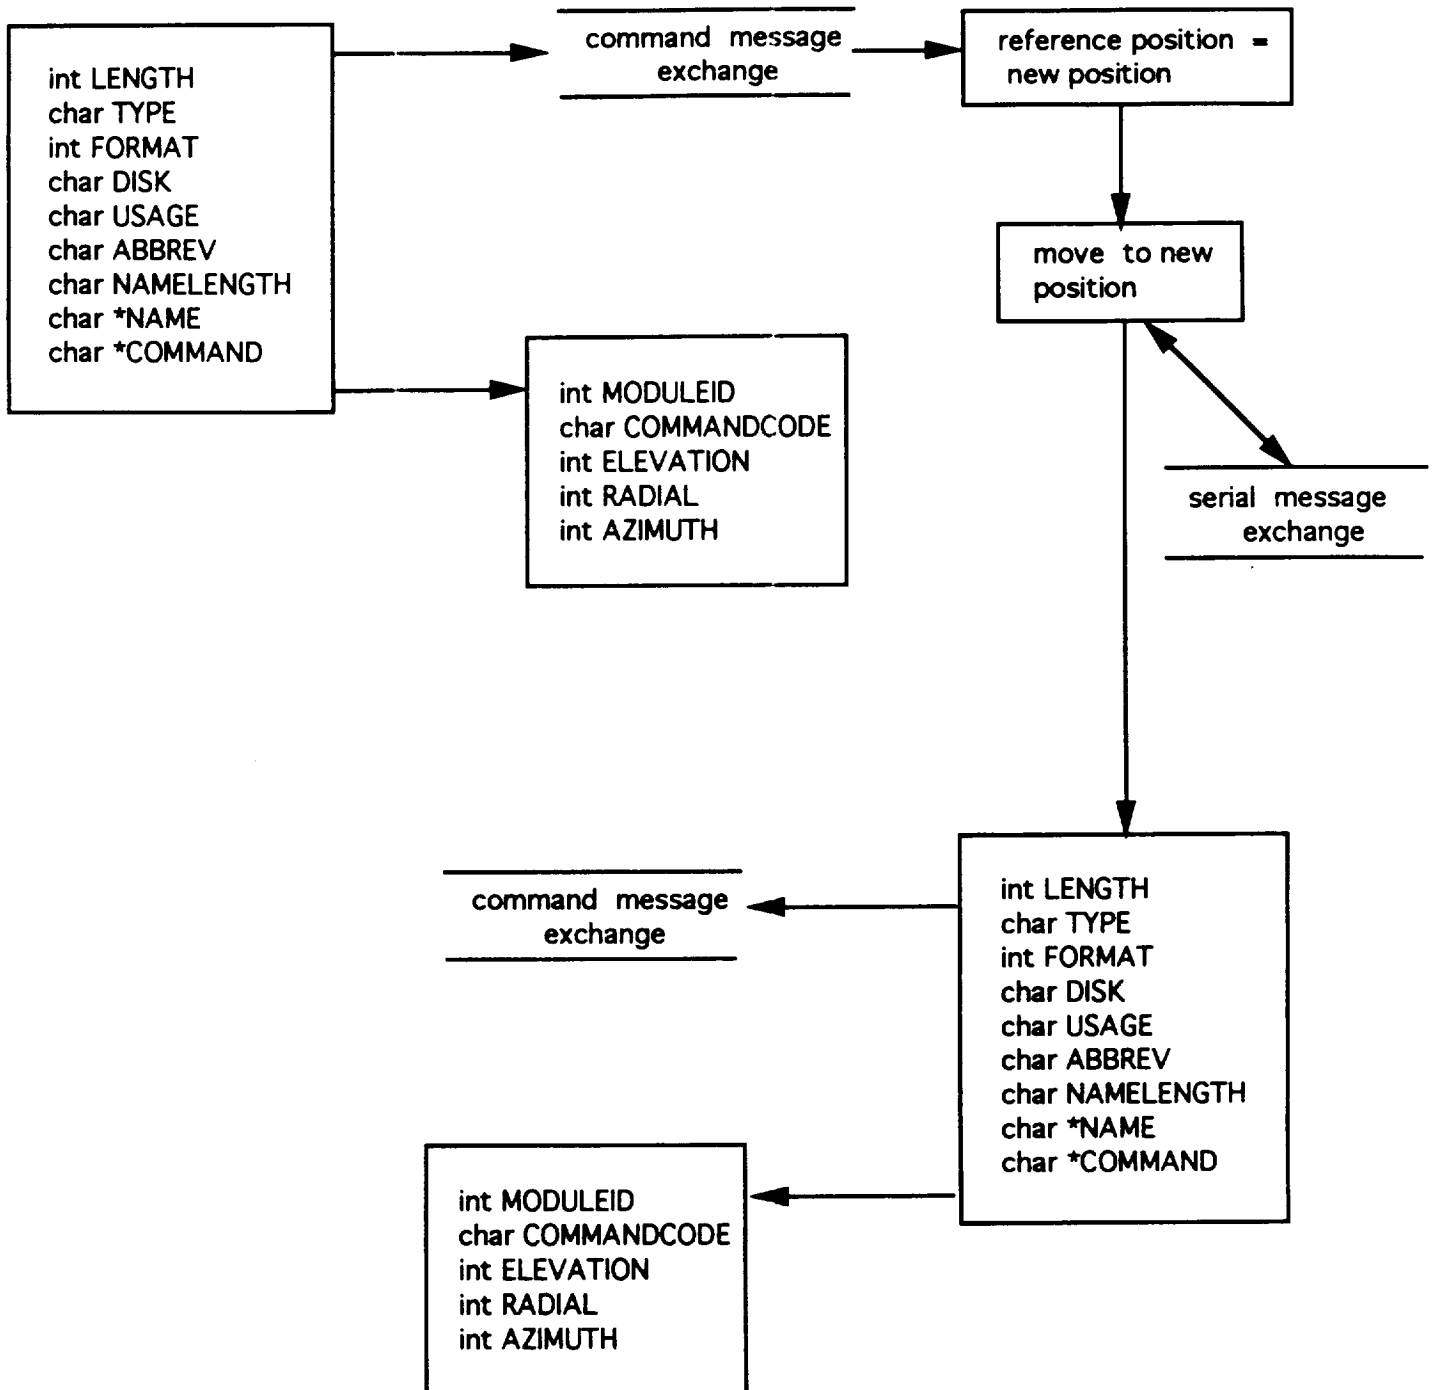 int LENGTH
char TYPE
int FORMAT
char DISK
char USAGE
char ABBREV
char NAMELENGTH
char *NAME
char *COMMAND
command message
exchange
reference position =
new position
move to new
position
int MODULEID
char COMMANDCODE
int ELEVATION
int RADIAL
int AZIMUTH
serial message
exchange
command message
exchange
int LENGTH
char TYPE
int FORMAT
char DISK
char USAGE
char ABBREV
char NAMELENGTH
char *NAME
char *COMMAND
int MODULEID
char COMMANDCODE
int ELEVATION
int RADIAL
int AZIMUTH